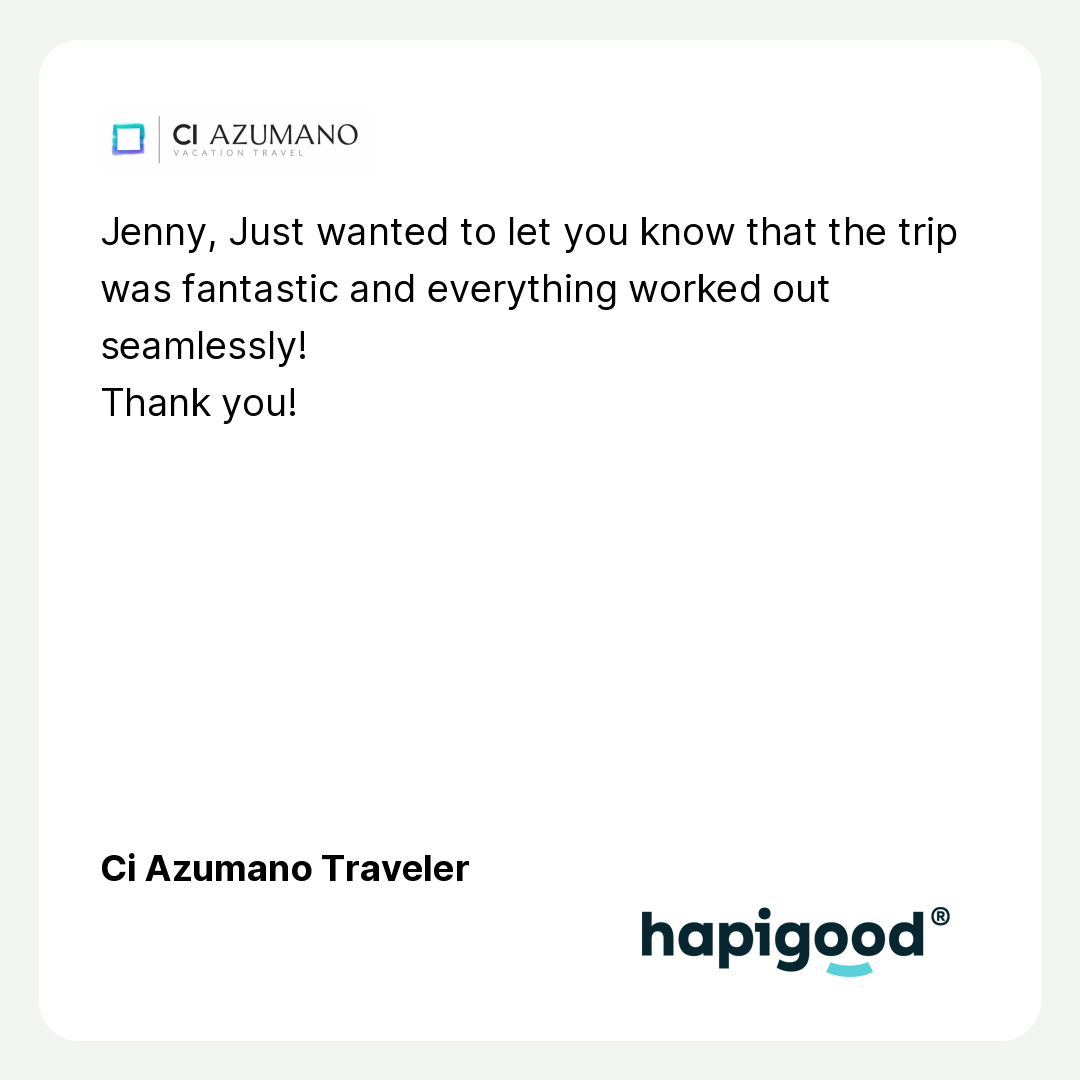 CI AZUMANO
VACATION TRAVEL
Jenny, Just wanted to let you know that the trip
was fantastic and everything worked out
seamlessly!
Thank you!
Ci Azumano Traveler
hapigood®